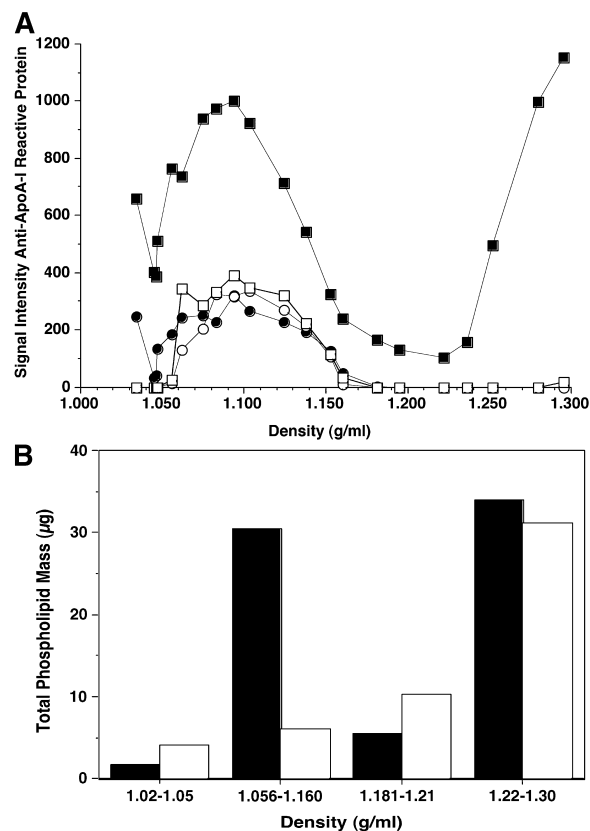 A
Signal Intensity Anti-ApoA-I Reactive Protein
1200
1000
800
600
400
200
0
1.000 1.050 1.100 1.150 1.200 1.250 1.300
Density (g/ml)
B
Total Phospholipid Mass (µg)
40
30
20
10
0
1.02-1.05 1.056-1.160 1.181-1.21 1.22-1.30
Density (g/ml)